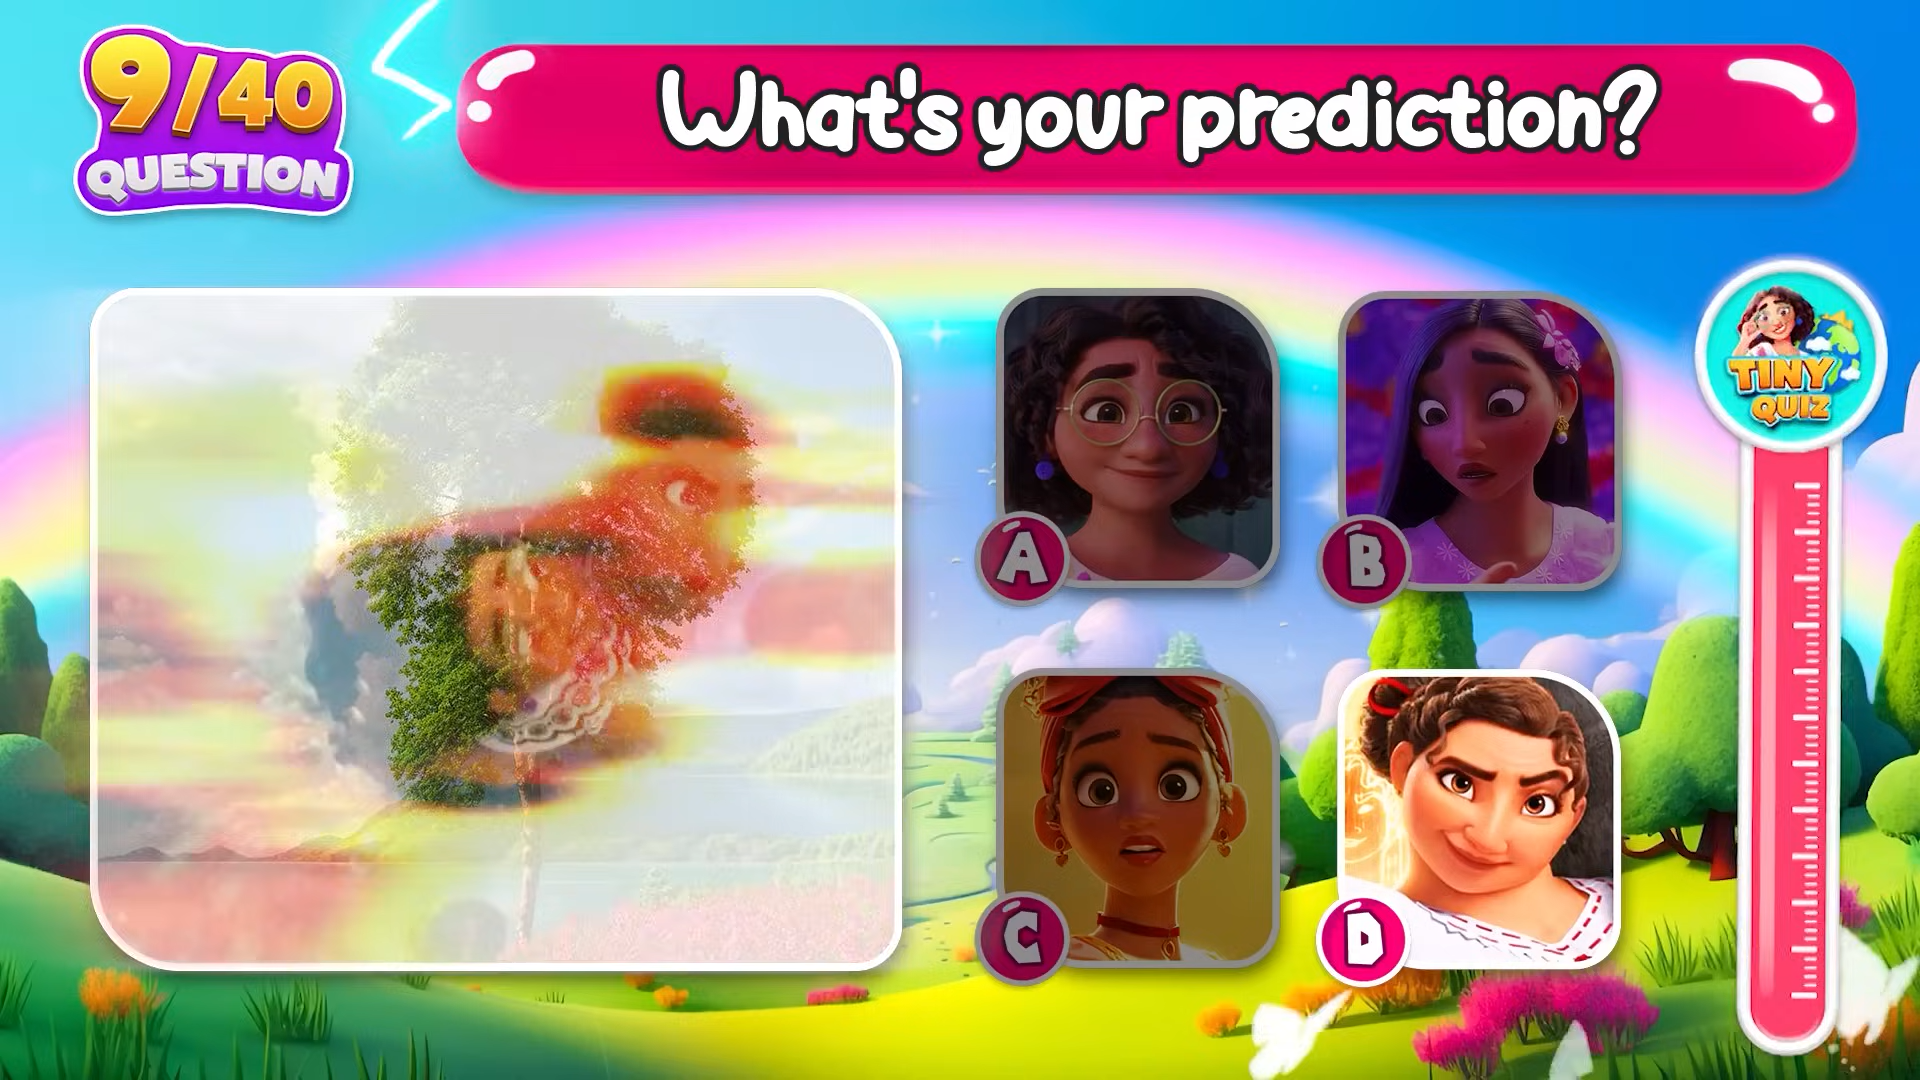 9/40
QUESTION
What's your prediction?
TINY
QUIZ
A
B
C
D